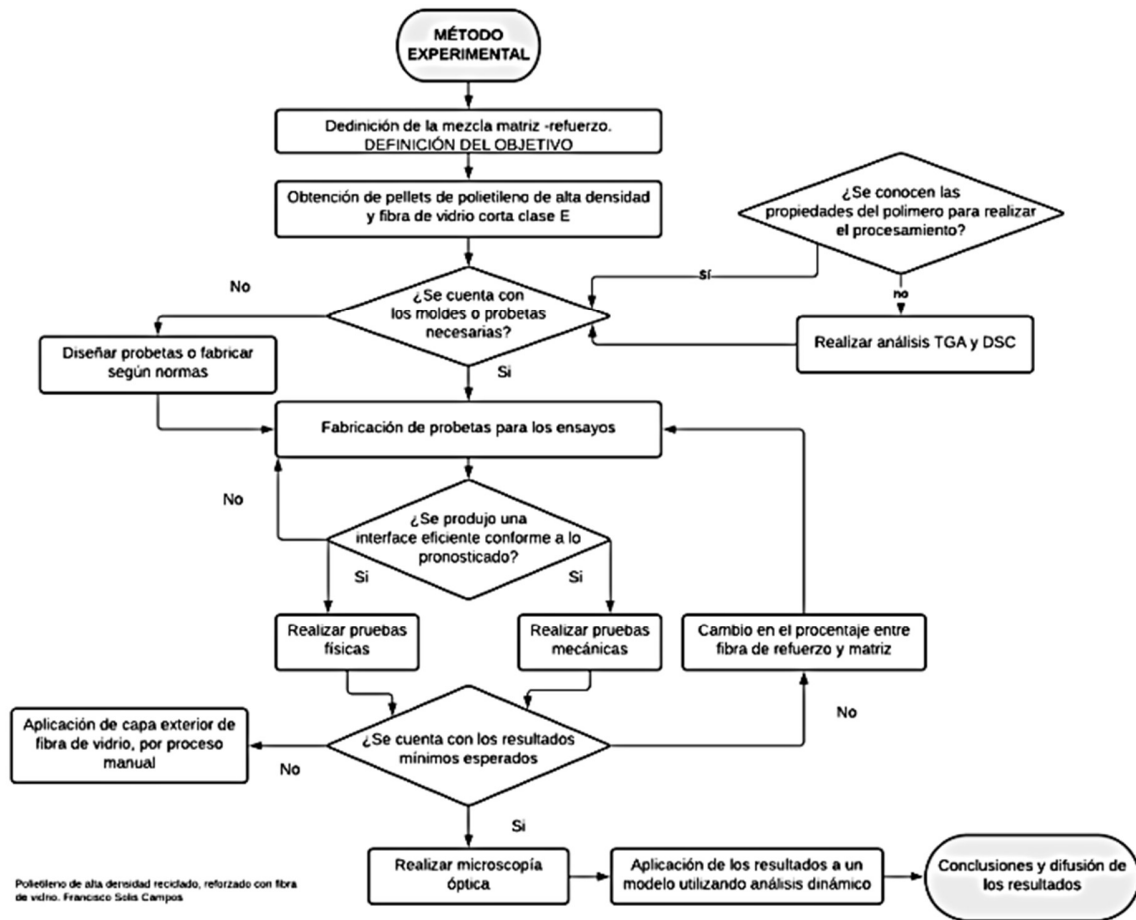 MÉTODO
EXPERIMENTAL
Dedinición de la mezcla matriz -refuerzo.
DEFINICIÓN DEL OBJETIVO
Obtención de pellets de polietileno de alta densidad
y fibra de vidrio corta clase E
¿Se conocen las
propiedades del polimero para realizar
el procesamiento?
Sí
no
Realizar análisis TGA y DSC
¿Se cuenta con
los moldes o probetas
necesarias?
No
Si
Diseñar probetas o fabricar
según normas
Fabricación de probetas para los ensayos
No
¿Se produjo una
interface eficiente conforme a lo
pronosticado?
Si
Si
Realizar pruebas
físicas
Realizar pruebas
mecánicas
Cambio en el porcentaje entre
fibra de refuerzo y matriz
No
¿Se cuenta con los resultados
mínimos esperados
Aplicación de capa exterior de
fibra de vidrio, por proceso
manual
No
Si
Realizar microscopía
óptica
Aplicación de los resultados a un
modelo utilizando análisis dinámico
Conclusiones y difusión de
los resultados
Polietileno de alta densidad reciclado, reforzado con fibra
de vidrio. Francisco Solis Campos